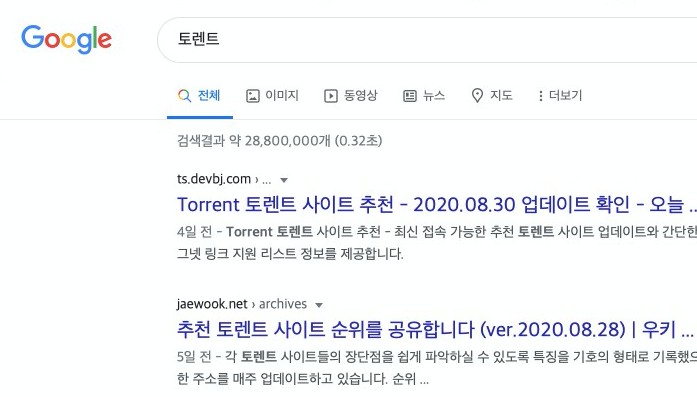 Google
토렌트
전체 이미지 동영상 뉴스 지도 더보기
검색결과 약 28,800,000개 (0.32초)
ts.devbj.com › ...
Torrent 토렌트 사이트 추천 - 2020.08.30 업데이트 확인 - 오늘 ...
4일 전 - Torrent 토렌트 사이트 추천 - 최신 접속 가능한 추천 토렌트 사이트 업데이트와 간단한
그넷 링크 지원 리스트 정보를 제공합니다.
jaewook.net › archives
추천 토렌트 사이트 순위를 공유합니다 (ver.2020.08.28) | 우키 ...
5일 전 - 각 토렌트 사이트들의 장단점을 쉽게 파악하실 수 있도록 특징을 기호의 형태로 기록했으
한 주소를 매주 업데이트하고 있습니다. 순위 ...